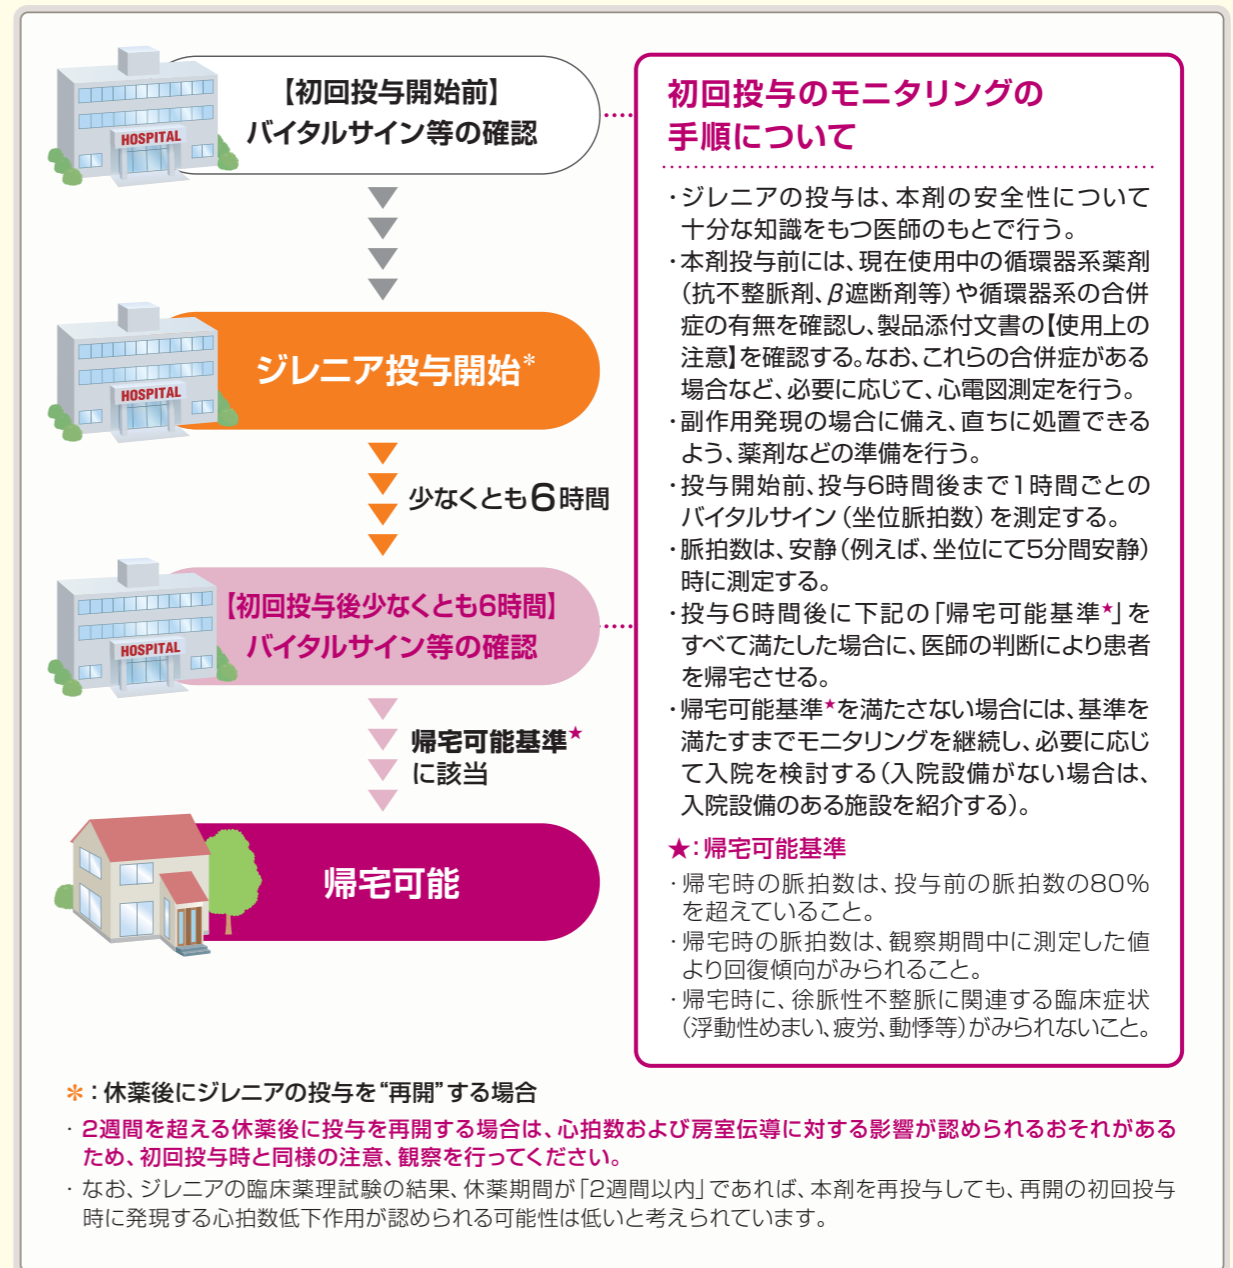 【初回投与開始前】
バイタルサイン等の確認
HOSPITAL
ジレニア投与開始*
HOSPITAL
少なくとも6時間
【初回投与後少なくとも6時間】
バイタルサイン等の確認
HOSPITAL
帰宅可能基準★
に該当
帰宅可能
初回投与のモニタリングの
手順について
・ジレニアの投与は、本剤の安全性について
十分な知識をもつ医師のもとで行う。
・本剤投与前には、現在使用中の循環器系薬剤
(抗不整脈剤、β遮断剤等)や循環器系の合併
症の有無を確認し、製品添付文書の【使用上の
注意】を確認する。なお、これらの合併症がある
場合など、必要に応じて、心電図測定を行う。
・副作用発現の場合に備え、直ちに処置できる
よう、薬剤などの準備を行う。
・投与開始前、投与6時間後まで1時間ごとの
バイタルサイン(坐位脈拍数)を測定する。
・脈拍数は、安静(例えば、坐位にて5分間安静)
時に測定する。
・投与6時間後に下記の「帰宅可能基準★」を
すべて満たした場合に、医師の判断により患者
を帰宅させる。
・帰宅可能基準★を満たさない場合には、基準を
満たすまでモニタリングを継続し、必要に応じ
て入院を検討する(入院設備がない場合は、
入院設備のある施設を紹介する)。
★:帰宅可能基準
・帰宅時の脈拍数は、投与前の脈拍数の80%
を超えていること。
・帰宅時の脈拍数は、観察期間中に測定した値
より回復傾向がみられること。
・帰宅時に、徐脈性不整脈に関連する臨床症状
(浮動性めまい、疲労、動悸等)がみられないこと。
*:休薬後にジレニアの投与を“再開”する場合
・2週間を超える休薬後に投与を再開する場合は、心拍数および房室伝導に対する影響が認められるおそれがある
ため、初回投与時と同様の注意、観察を行ってください。
・なお、ジレニアの臨床薬理試験の結果、休薬期間が「2週間以内」であれば、本剤を再投与しても、再開の初回投与
時に発現する心拍数低下作用が認められる可能性は低いと考えられています。